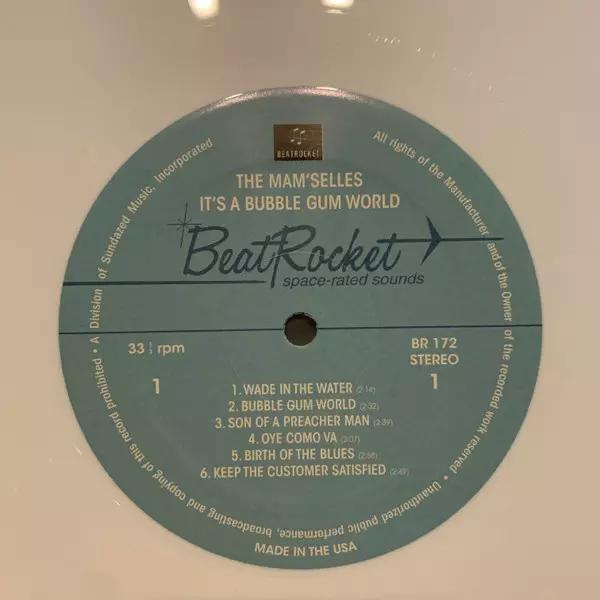 BEATROCKET
THE MAM'SELLES
IT'S A BUBBLE GUM WORLD
BeatRocket
space-rated sounds
33 1/3 rpm
BR 172
STEREO
1
1
1. WADE IN THE WATER (2:14)
2. BUBBLE GUM WORLD (2:32)
3. SON OF A PREACHER MAN (2:39)
4. OYE COMO VA (3:07)
5. BIRTH OF THE BLUES (2:58)
6. KEEP THE CUSTOMER SATISFIED (2:49)
MADE IN THE USA
All rights of the Manufacturer and of the Owner of the recorded work reserved • Unauthorized public performance, broadcasting and copying of this record prohibited • A Division of Sundazed Music, Incorporated